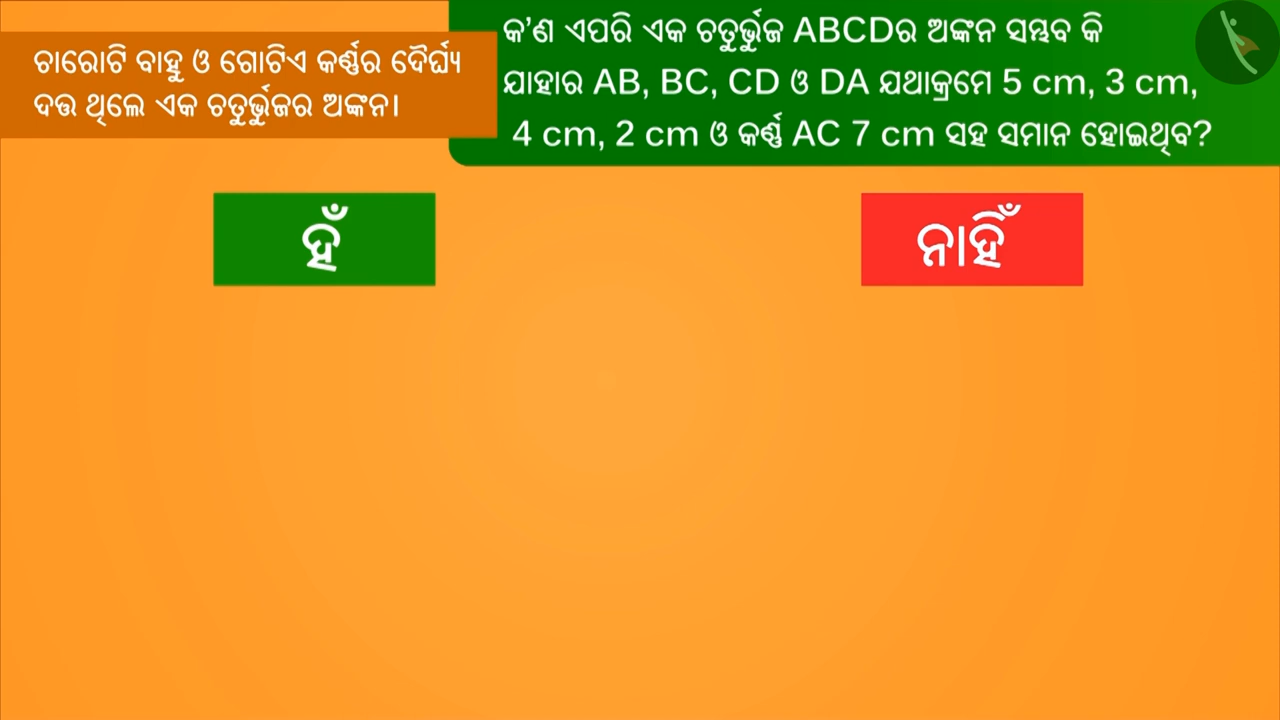 ଚାରୋଟି ବାହୁ ଓ ଗୋଟିଏ କର୍ଣ୍ଣର ଦୈର୍ଘ୍ୟ
ଦତ୍ତ ଥିଲେ ଏକ ଚତୁର୍ଭୁଜର ଅଙ୍କନ।
କ'ଣ ଏପରି ଏକ ଚତୁର୍ଭୁଜ ABCDର ଅଙ୍କନ ସମ୍ଭବ କି
ଯାହାର AB, BC, CD ଓ DA ଯଥାକ୍ରମେ 5 cm, 3 cm,
4 cm, 2 cm ଓ କର୍ଣ୍ଣ AC 7 cm ସହ ସମାନ ହୋଇଥିବ?
ହଁ
ନାହିଁ